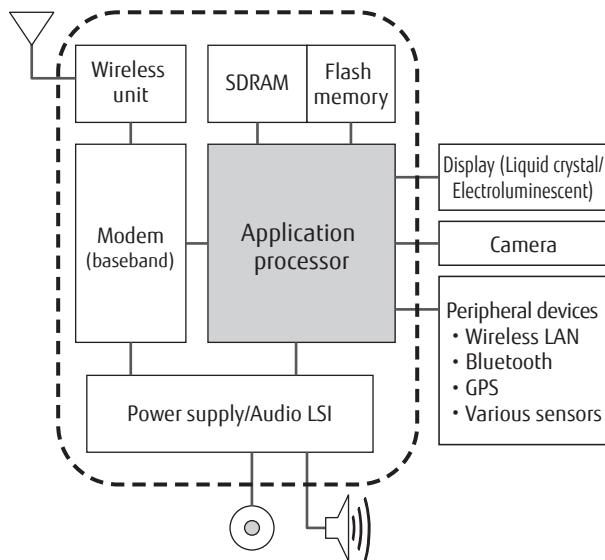 Wireless
unit
SDRAM
Flash
memory
Modem
(baseband)
Application
processor
Display (Liquid crystal/
Electroluminescent)
Camera
Peripheral devices
・Wireless LAN
・Bluetooth
・GPS
・Various sensors
Power supply/Audio LSI